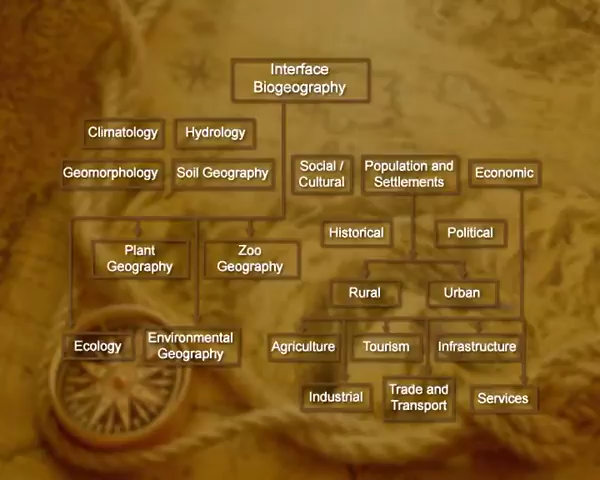 Interface
Biogeography
Climatology
Hydrology
Geomorphology
Soil Geography
Social /
Cultural
Population and
Settlements
Economic
Historical
Political
Plant
Geography
Zoo
Geography
Rural
Urban
Ecology
Environmental
Geography
Agriculture
Tourism
Infrastructure
Industrial
Trade and
Transport
Services